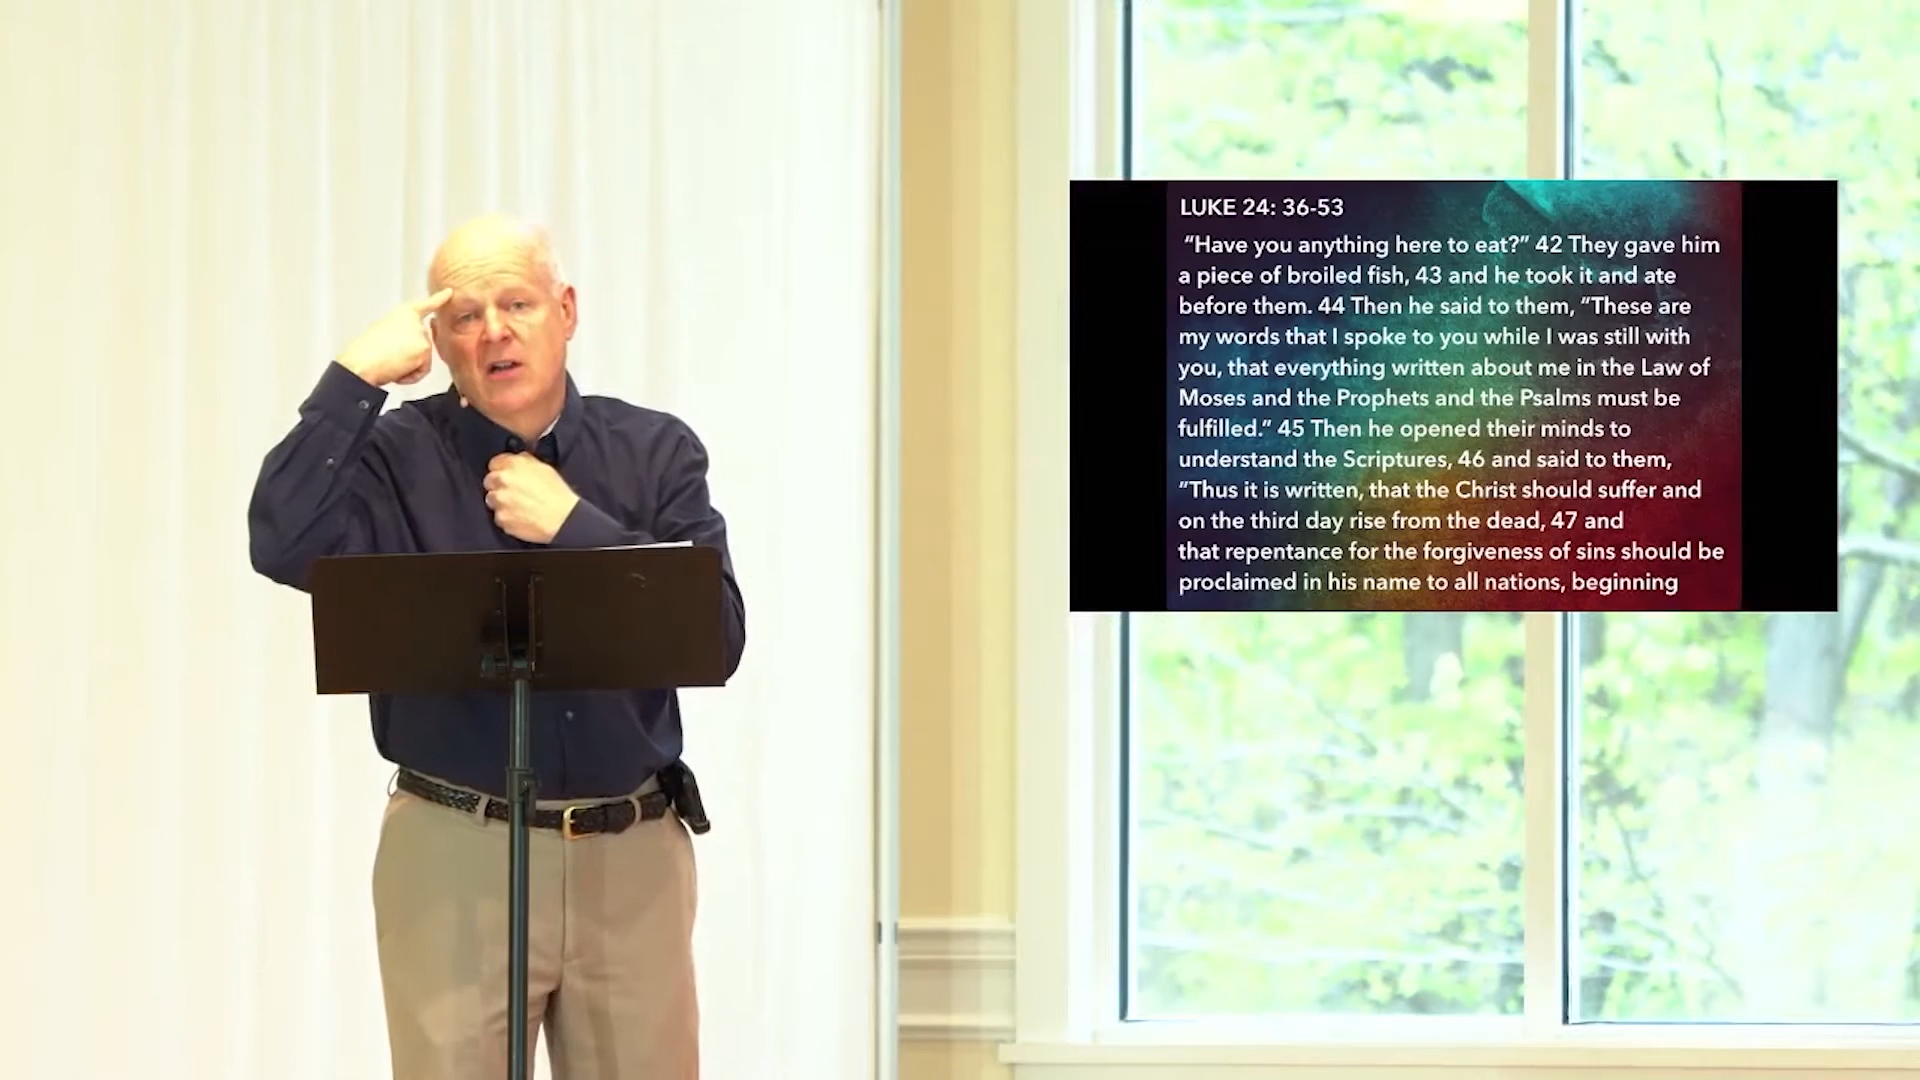 LUKE 24: 36-53
“Have you anything here to eat?” 42 They gave him
a piece of broiled fish, 43 and he took it and ate
before them. 44 Then he said to them, “These are
my words that I spoke to you while I was still with
you, that everything written about me in the Law of
Moses and the Prophets and the Psalms must be
fulfilled.” 45 Then he opened their minds to
understand the Scriptures, 46 and said to them,
”Thus it is written, that the Christ should suffer and
on the third day rise from the dead, 47 and
that repentance for the forgiveness of sins should be
proclaimed in his name to all nations, beginning